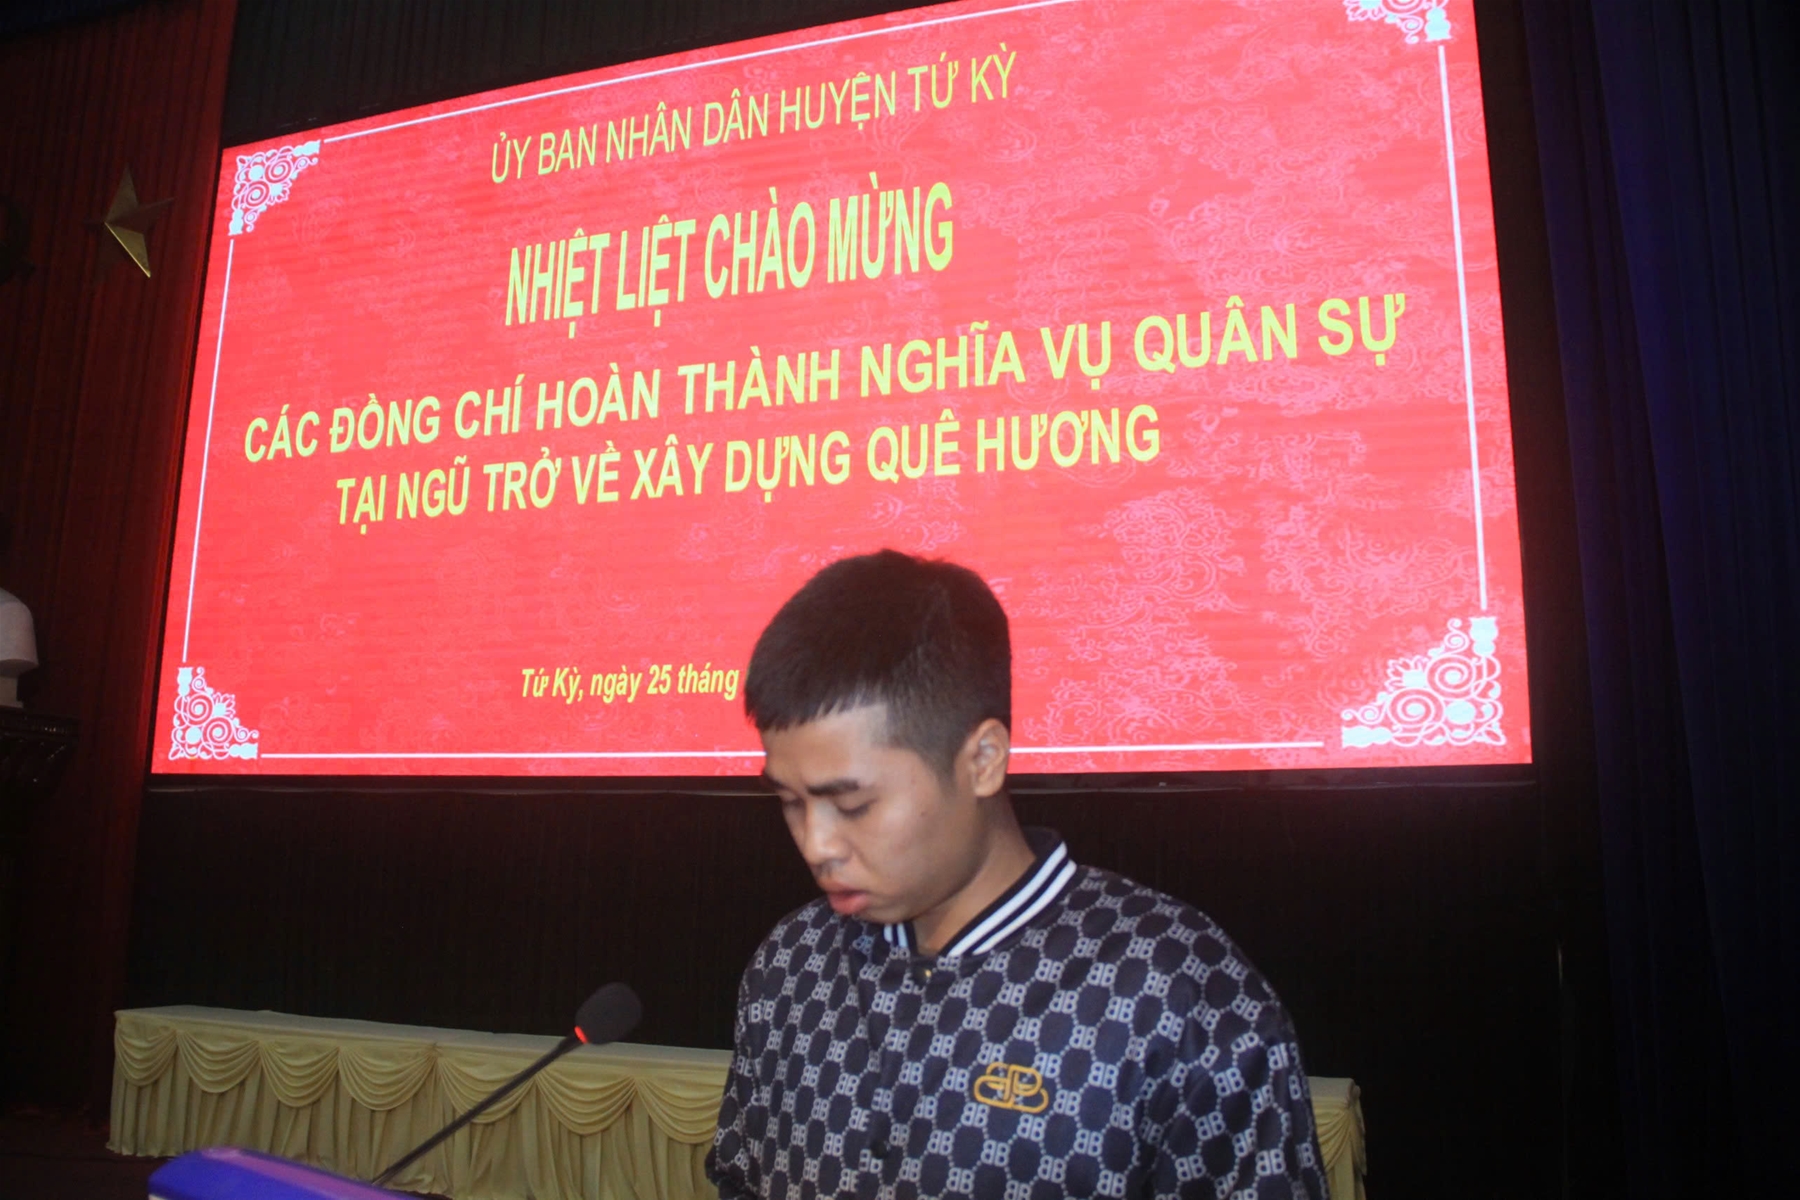 ỦY BAN NHÂN DÂN HUYỆN TỨ KỲ
NHIỆT LIỆT CHÀO MỪNG
CÁC ĐỒNG CHÍ HOÀN THÀNH NGHĨA VỤ QUÂN SỰ
TẠI NGŨ TRỞ VỀ XÂY DỰNG QUÊ HƯƠNG
Tứ Kỳ, ngày 25 tháng